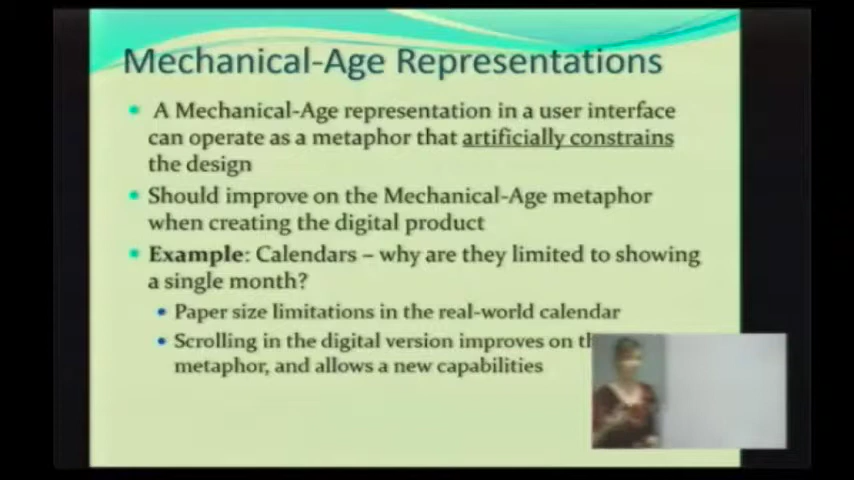 Mechanical-Age Representations
A Mechanical-Age representation in a user interface
can operate as a metaphor that artificially constrains
the design
Should improve on the Mechanical-Age metaphor
when creating the digital product
Example: Calendars – why are they limited to showing
a single month?
Paper size limitations in the real-world calendar
Scrolling in the digital version improves on
metaphor, and allows a new capabilities